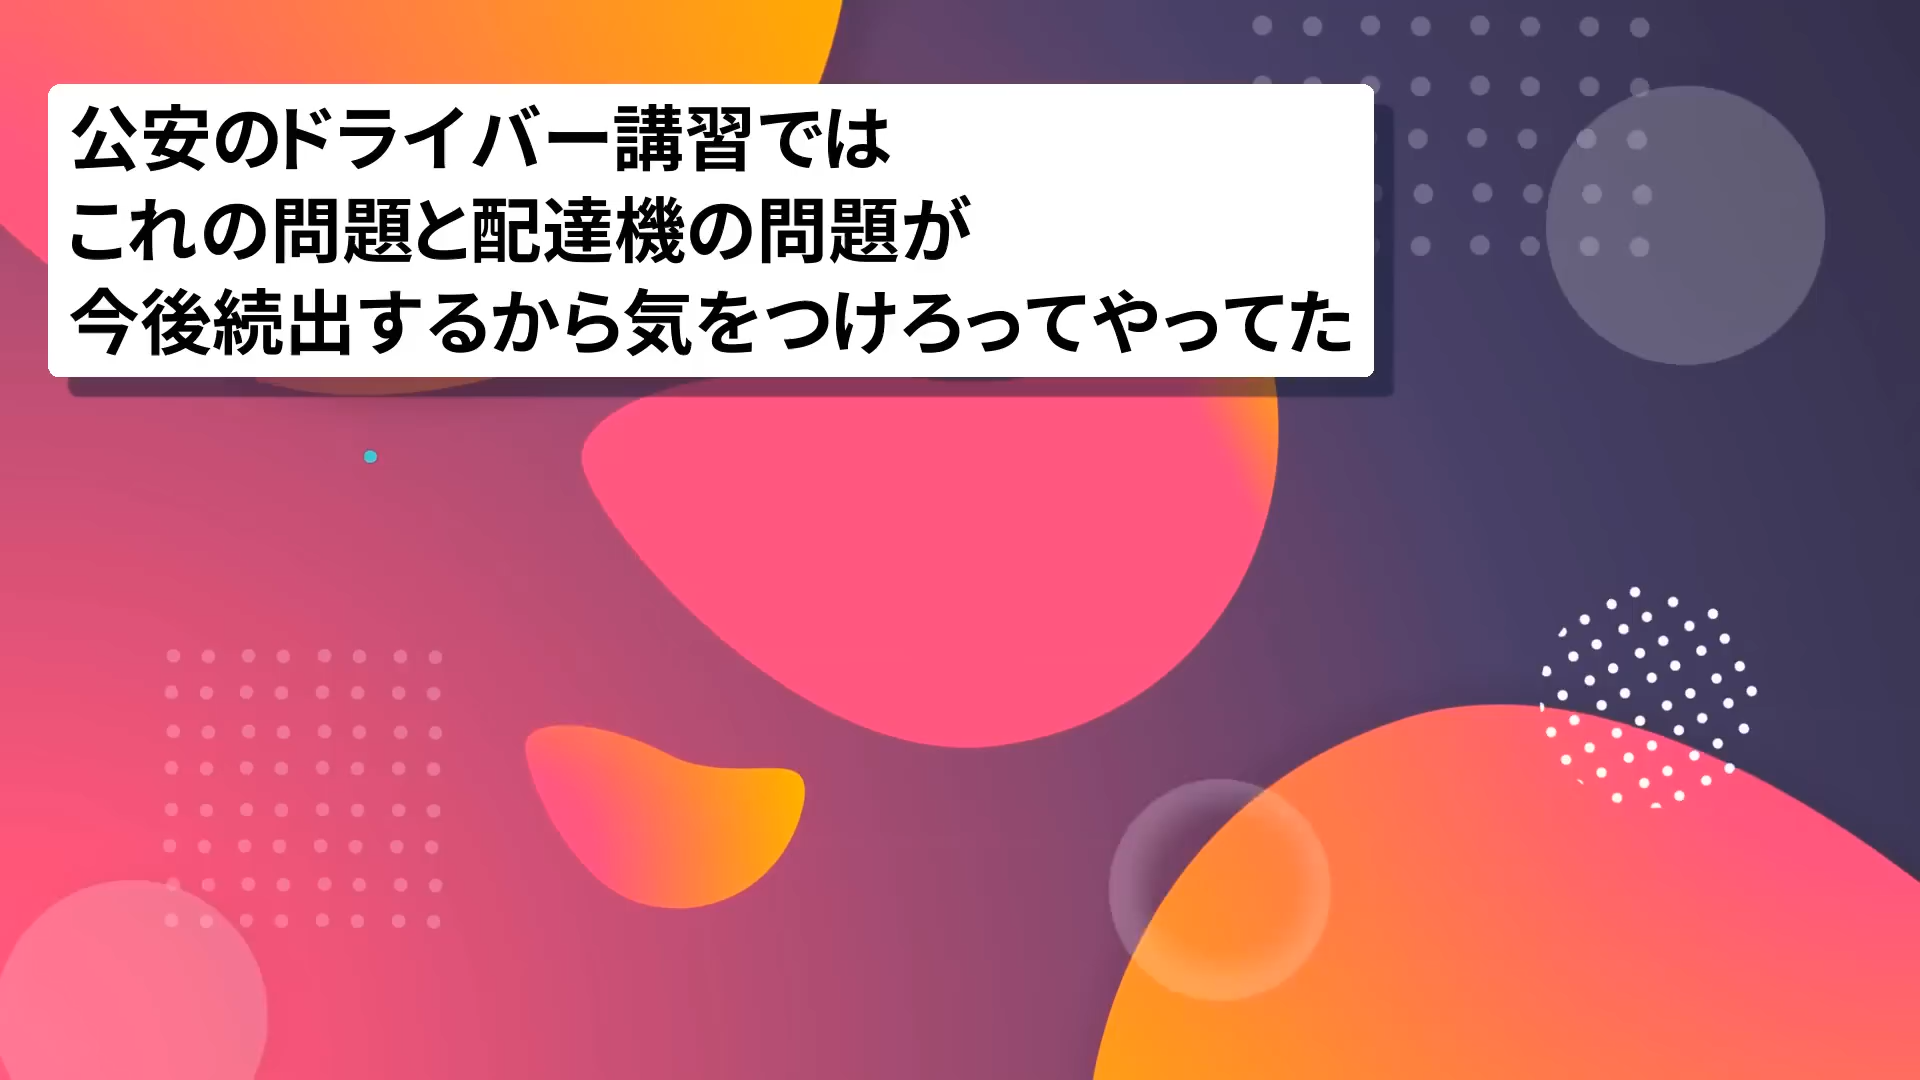 公安のドライバー講習では
これの問題と配達機の問題が
今後続出するから気をつけろってやってた